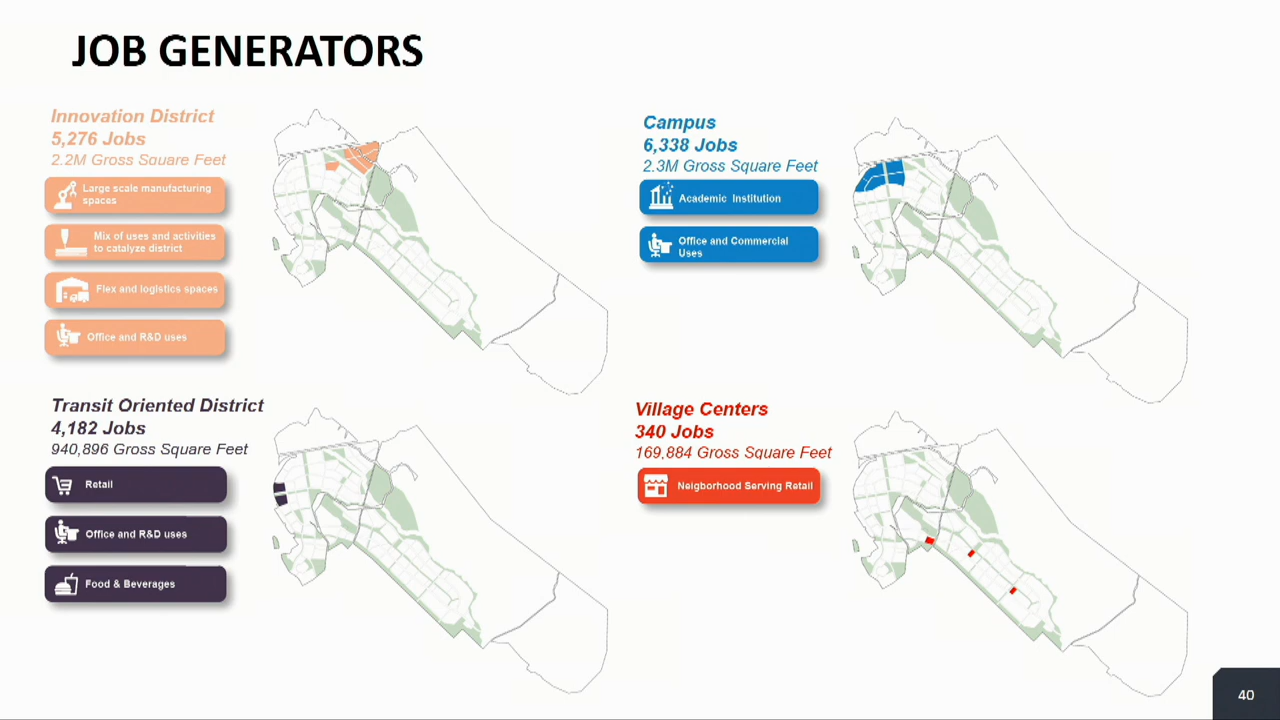 JOB GENERATORS
Innovation District
5,276 Jobs
2.2M Gross Square Feet
Large scale manufacturing
spaces
Mix of uses and activities
to catalyze district
Flex and logistics spaces
Office and R&D uses
Campus
6,338 Jobs
2.3M Gross Square Feet
Academic Institution
Office and Commercial
Uses
Transit Oriented District
4,182 Jobs
940,896 Gross Square Feet
Retail
Office and R&D uses
Food & Beverages
Village Centers
340 Jobs
169,884 Gross Square Feet
Neigborhood Serving Retail
40